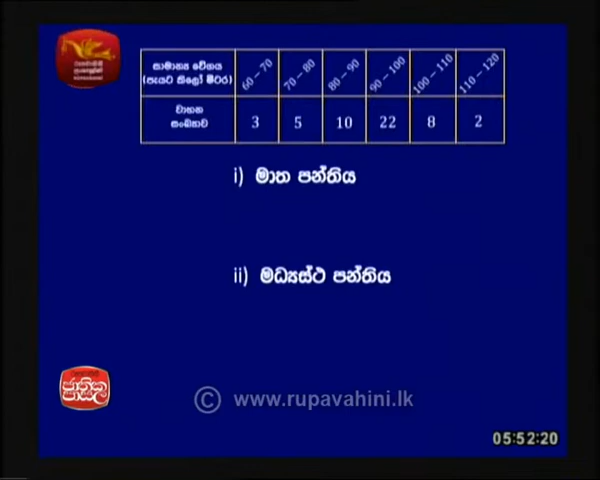 සාමාන්‍ය වේගය
(පැයට කිලෝ මීටර)
60 – 70
70 – 80
80 – 90
90 – 100
100 – 110
110 – 120
වාහන
සංඛ්‍යාව
3 5 10 22 8 2
i) මාත පන්තිය
ii) මධ්‍යස්ථ පන්තිය
ජාතික
පාසල
© www.rupavahini.lk
05:52:20